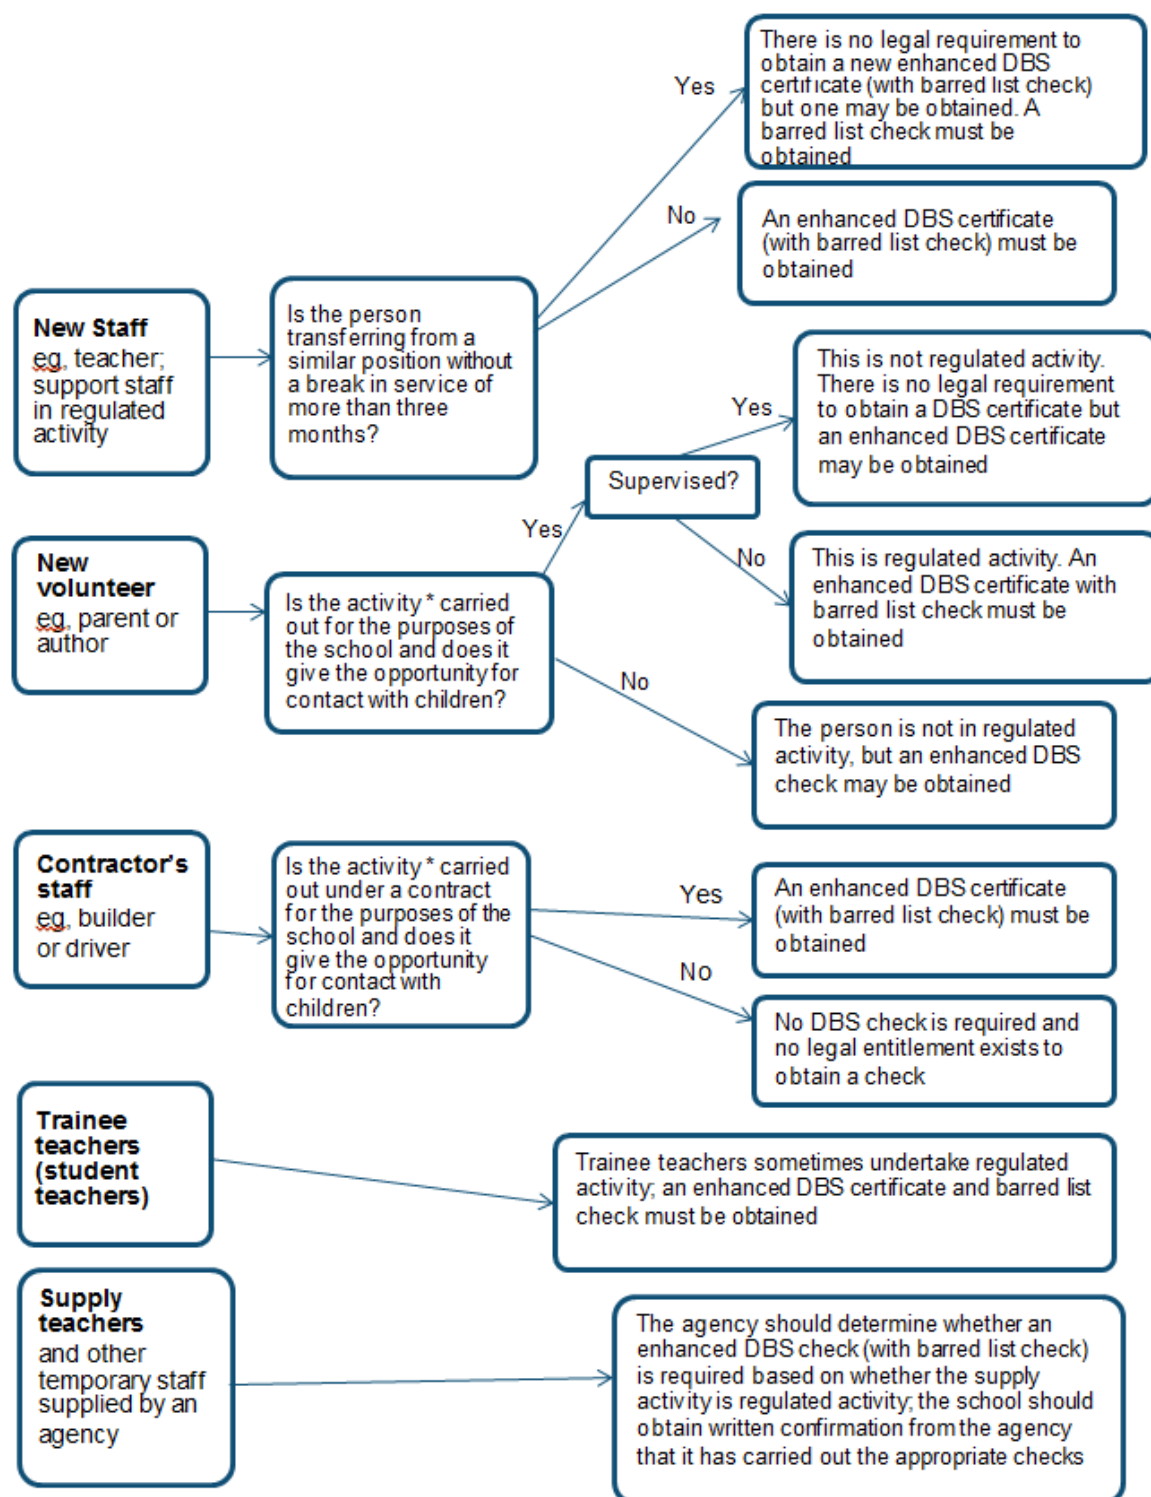 There is no legal requirement to
obtain a new enhanced DBS
certificate (with barred list check)
but one may be obtained. A
barred list check must be
obtained
Yes
No
An enhanced DBS certificate
(with barred list check) must be
obtained
New Staff
eg, teacher;
support staff
in regulated
activity
Is the person
transferring from a
similar position without
a break in service of
more than three
months?
This is not regulated activity.
There is no legal requirement
to obtain a DBS certificate but
an enhanced DBS certificate
may be obtained
Yes
Supervised?
Yes
No
This is regulated activity. An
enhanced DBS certificate with
barred list check must be
obtained
New
volunteer
eg, parent or
author
Is the activity * carried
out for the purposes of
the school and does it
give the opportunity for
contact with children?
No
The person is not in regulated
activity, but an enhanced DBS
check may be obtained
Contractor's
staff
eg, builder
or driver
Is the activity * carried
out under a contract
for the purposes of the
school and does it
give the opportunity
for contact with
children?
Yes
An enhanced DBS certificate
(with barred list check) must be
obtained
No
No DBS check is required and
no legal entitlement exists to
obtain a check
Trainee
teachers
(student
teachers)
Trainee teachers sometimes undertake regulated
activity; an enhanced DBS certificate and barred list
check must be obtained
Supply
teachers
and other
temporary staff
supplied by an
agency
The agency should determine whether an
enhanced DBS check (with barred list check)
is required based on whether the supply
activity is regulated activity; the school should
obtain written confirmation from the agency
that it has carried out the appropriate checks